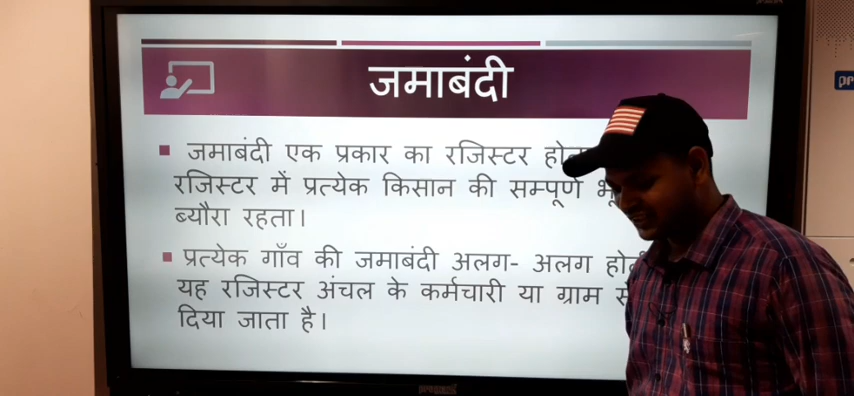 जमाबंदी
जमाबंदी एक प्रकार का रजिस्टर
रजिस्टर में प्रत्येक किसान की सम्पूर्ण
ब्यौरा रहता।
प्रत्येक गाँव की जमाबंदी अलग- अलग
यह रजिस्टर अंचल के कर्मचारी या ग्राम
दिया जाता है।